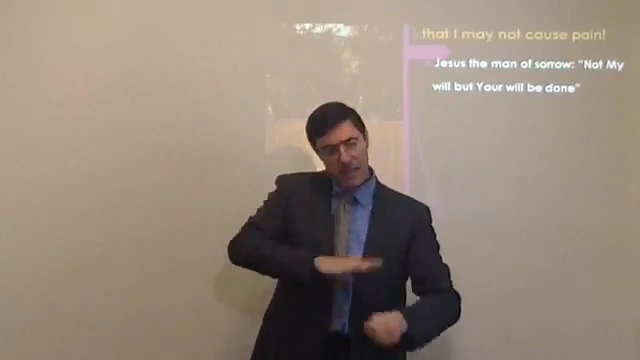 that I may not cause pain!
Jesus the man of sorrow: “Not My
will but Your will be done”